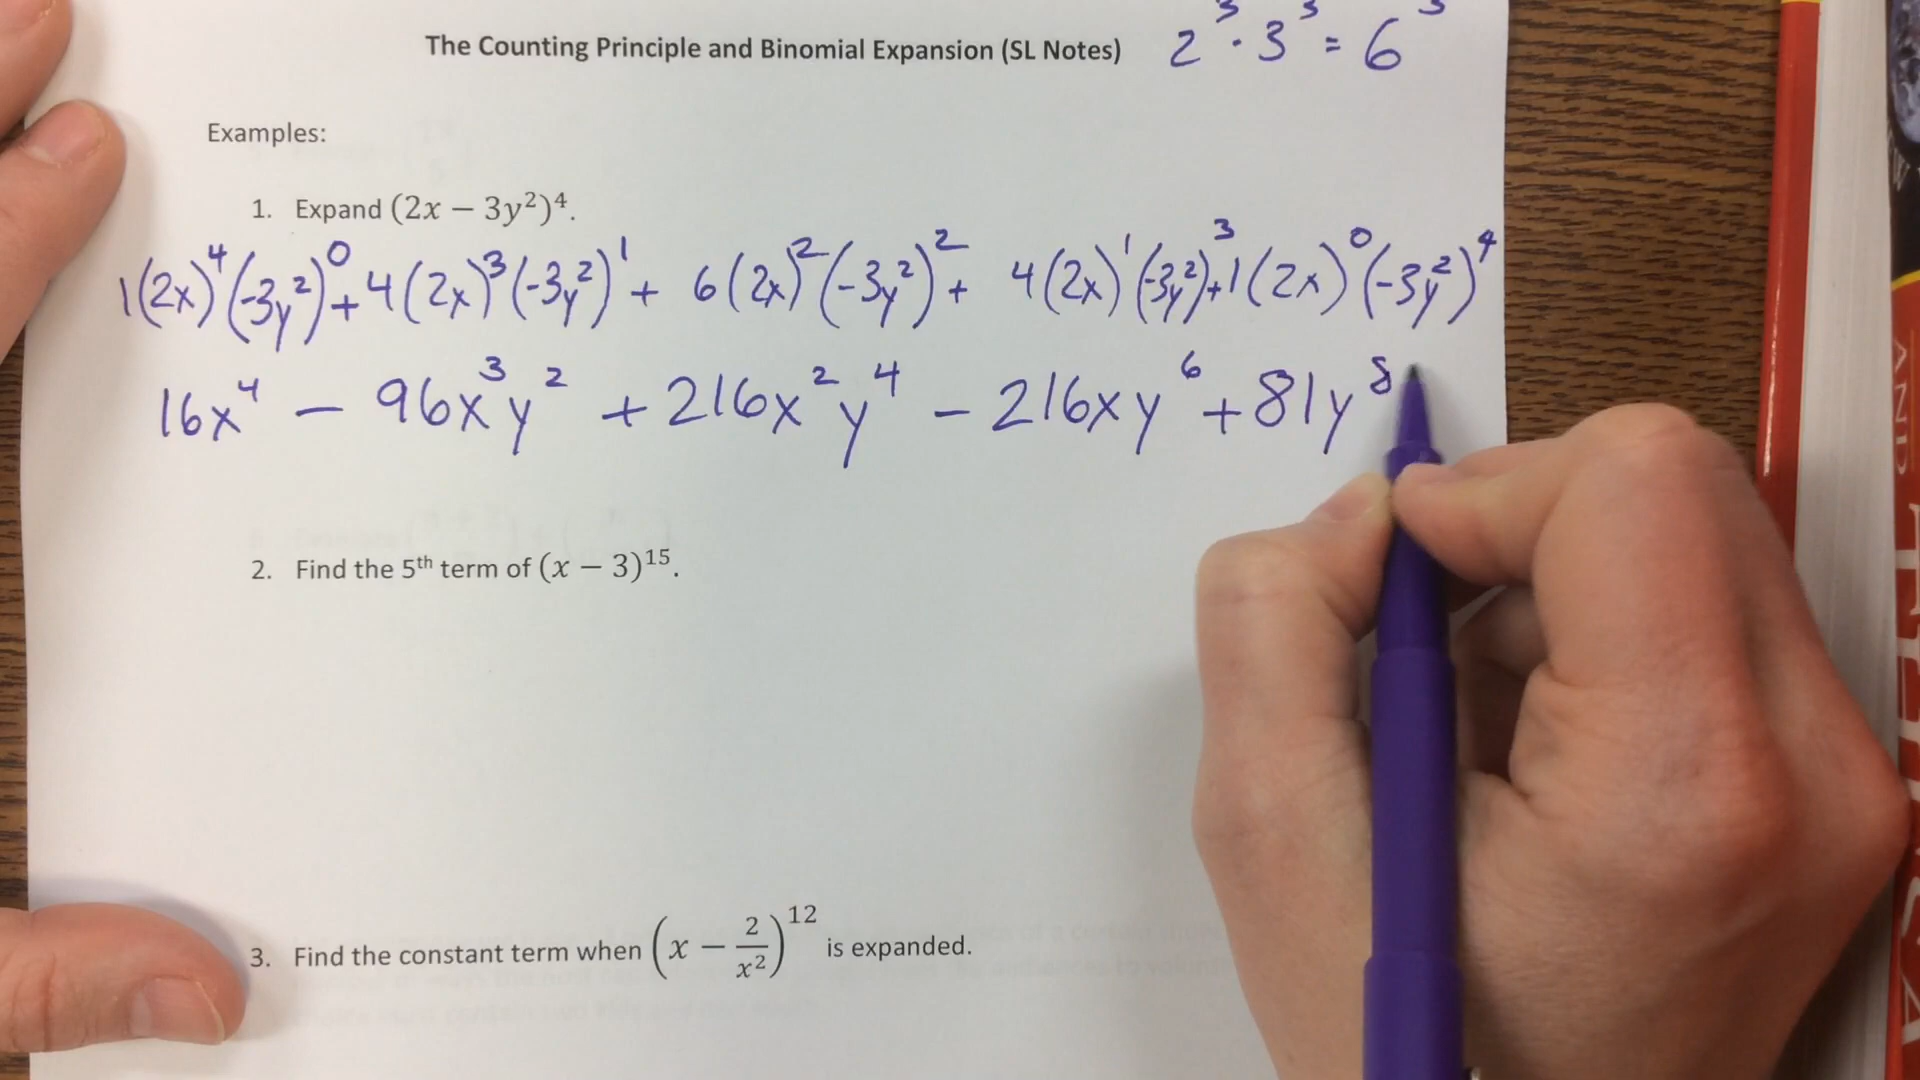 The Counting Principle and Binomial Expansion (SL Notes) 2³ · 3³ = 6³
Examples:
1. Expand (2x − 3y²)⁴.
1(2x)⁴(-3y²)⁰ + 4(2x)³(-3y²)¹ + 6(2x)²(-3y²)² + 4(2x)¹(-3y²)³ + 1(2x)⁰(-3y²)⁴
16x⁴ − 96x³y² + 216x²y⁴ − 216xy⁶ + 81y⁸
2. Find the 5th term of (x − 3)¹⁵.
3. Find the constant term when (x − 2/x²)¹² is expanded.
AND